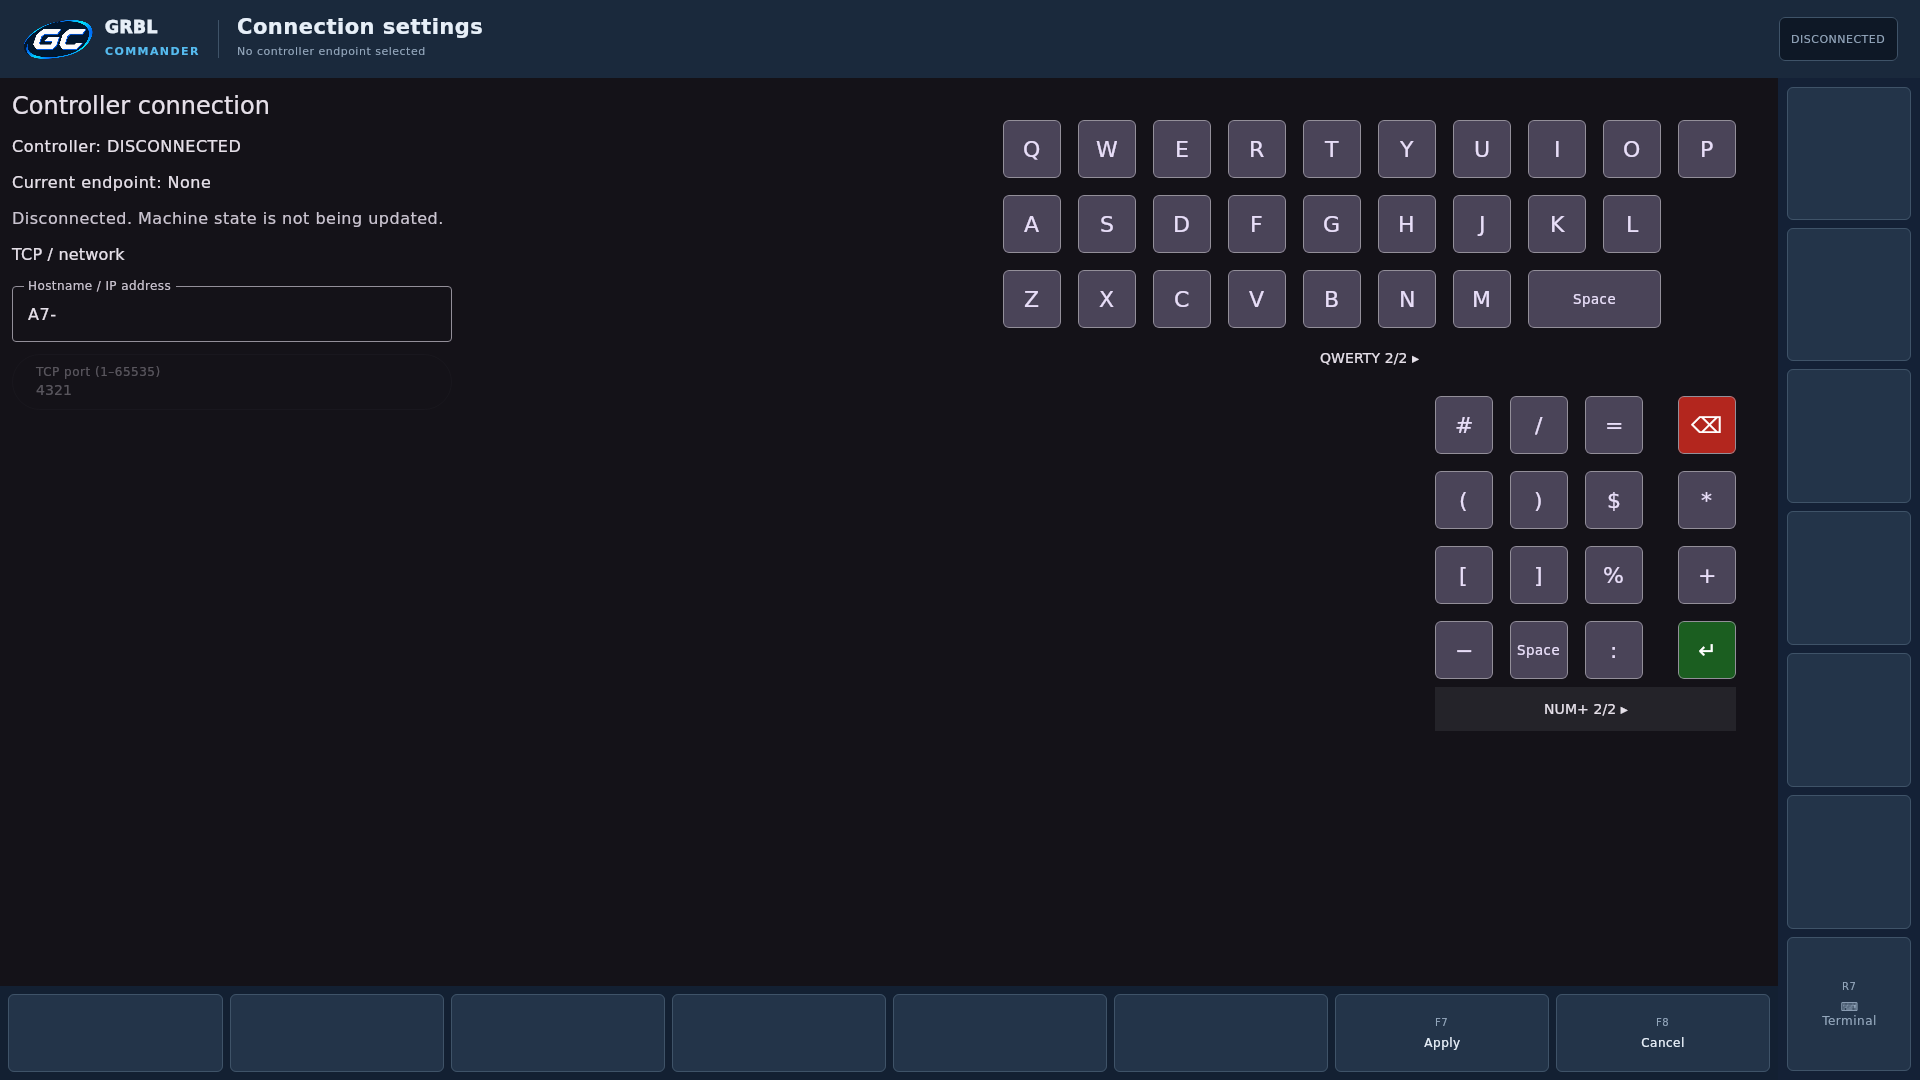 GC
GRBL
COMMANDER
Connection settings
No controller endpoint selected
DISCONNECTED
Controller connection
Controller: DISCONNECTED
Current endpoint: None
Disconnected. Machine state is not being updated.
TCP / network
Hostname / IP address
A7-
TCP port (1–65535)
4321
Q W E R T Y U I O P
A S D F G H J K L
Z X C V B N M Space
QWERTY 2/2 ▸
# / = ⌫
( ) $ *
[ ] % +
− Space : ↵
NUM+ 2/2 ▸
F7
Apply
F8
Cancel
R7
⌨
Terminal